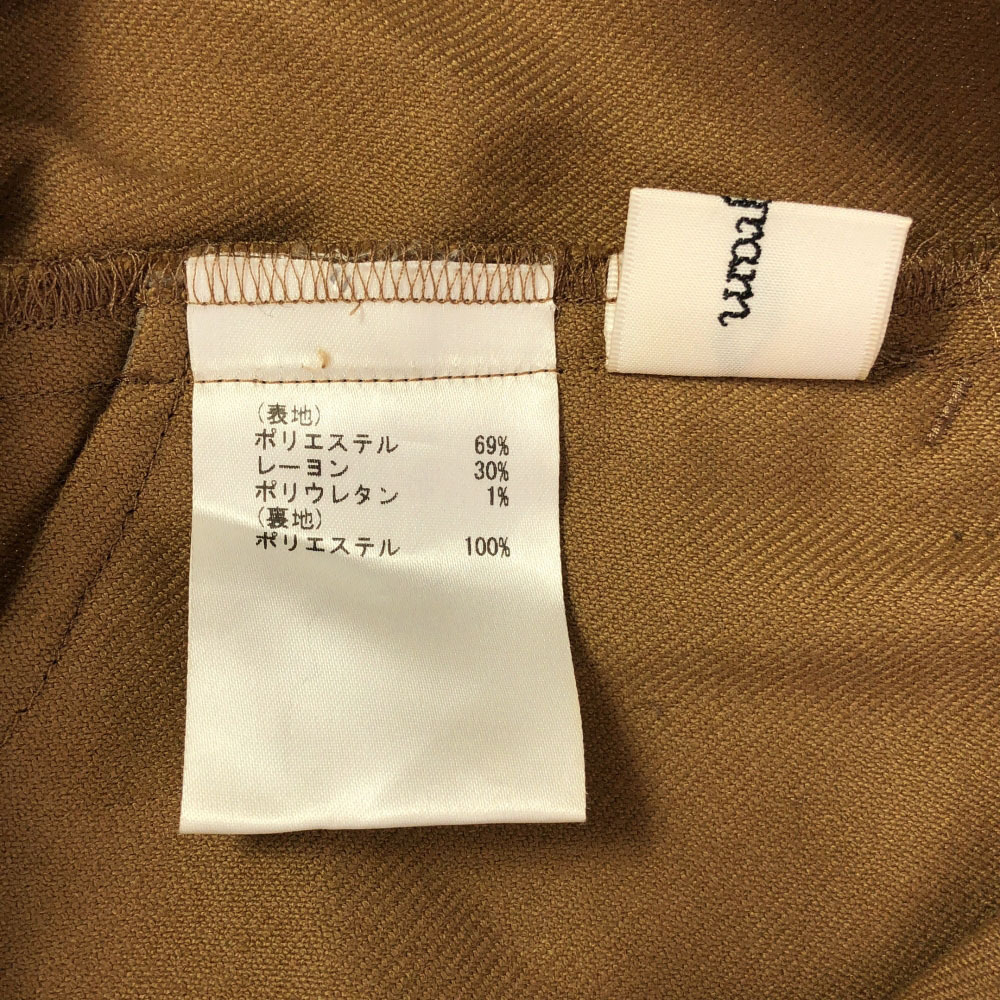 (表地)
ポリエステル 69%
レーヨン 30%
ポリウレタン 1%
(裏地)
ポリエステル 100%